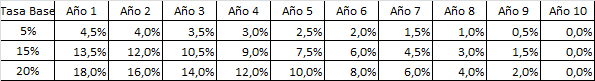 Tasa Base Año 1 Año 2 Año 3 Año 4 Año 5 Año 6 Año 7 Año 8 Año 9 Año 10
5% 4,5% 4,0% 3,5% 3,0% 2,5% 2,0% 1,5% 1,0% 0,5% 0,0%
15% 13,5% 12,0% 10,5% 9,0% 7,5% 6,0% 4,5% 3,0% 1,5% 0,0%
20% 18,0% 16,0% 14,0% 12,0% 10,0% 8,0% 6,0% 4,0% 2,0% 0,0%